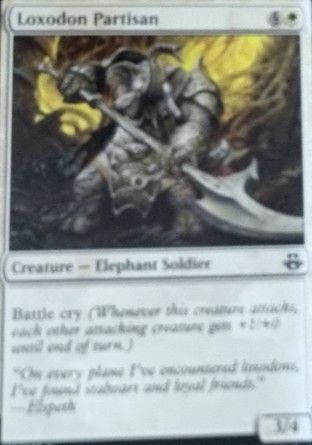 Loxodon Partisan 4
Creature — Elephant Soldier
Battle cry (Whenever this creature attacks,
each other attacking creature gets +1/+0
until end of turn.)
"On every plane I've encountered loxodons,
I've found stalwart and loyal friends."
—Elspeth
3/4